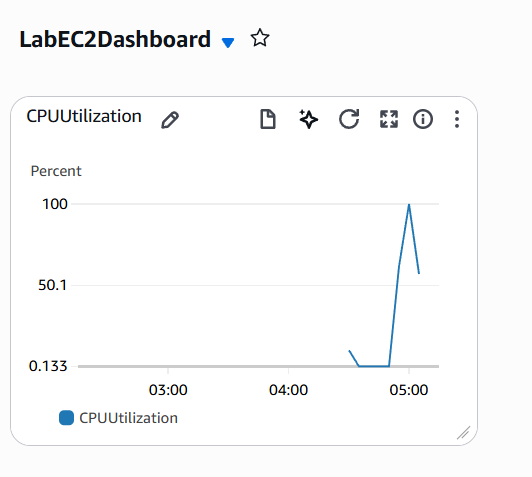 LabEC2Dashboard
CPUUtilization
Percent
100
50.1
0.133
03:00 04:00 05:00
CPUUtilization